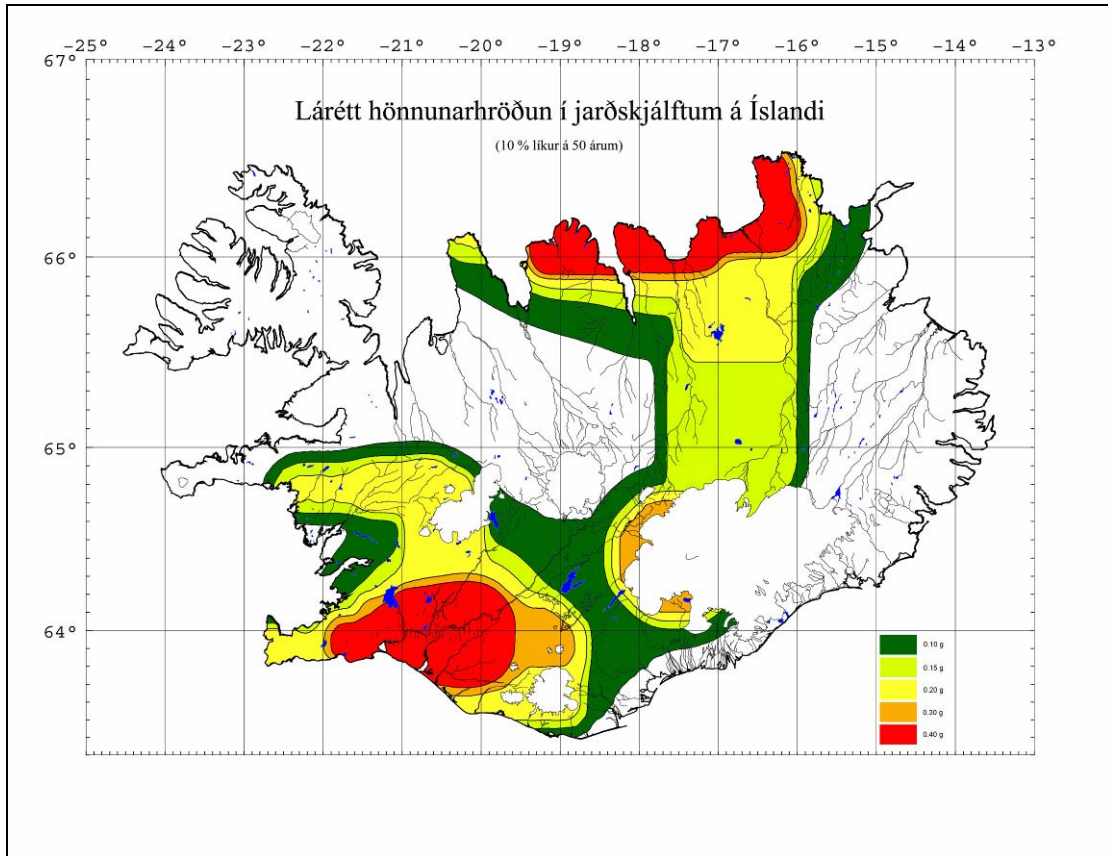 -25° -24° -23° -22° -21° -20° -19° -18° -17° -16° -15° -14° -13°
67°
Lárétt hönnunarhröðun í jarðskjálftum á Íslandi
(10 % líkur á 50 árum)
66°
65°
64°
0.10 g
0.15 g
0.20 g
0.30 g
0.40 g